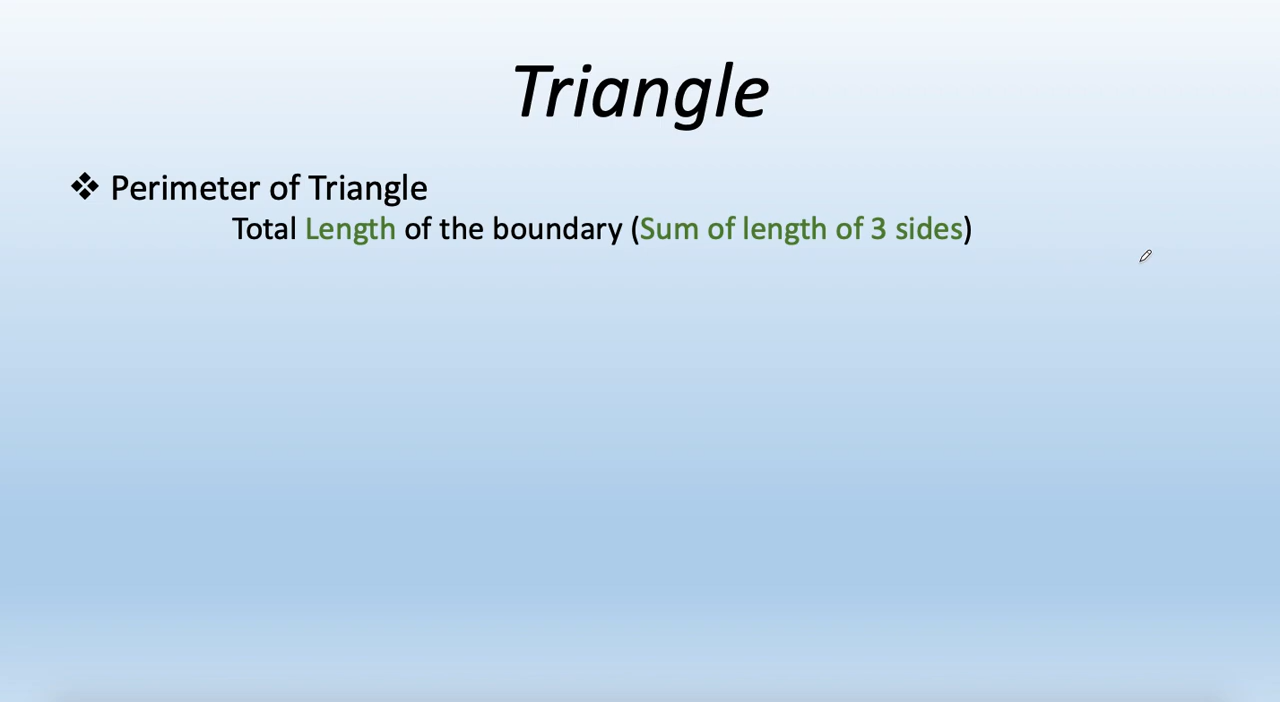 Triangle
❖ Perimeter of Triangle
Total Length of the boundary (Sum of length of 3 sides)